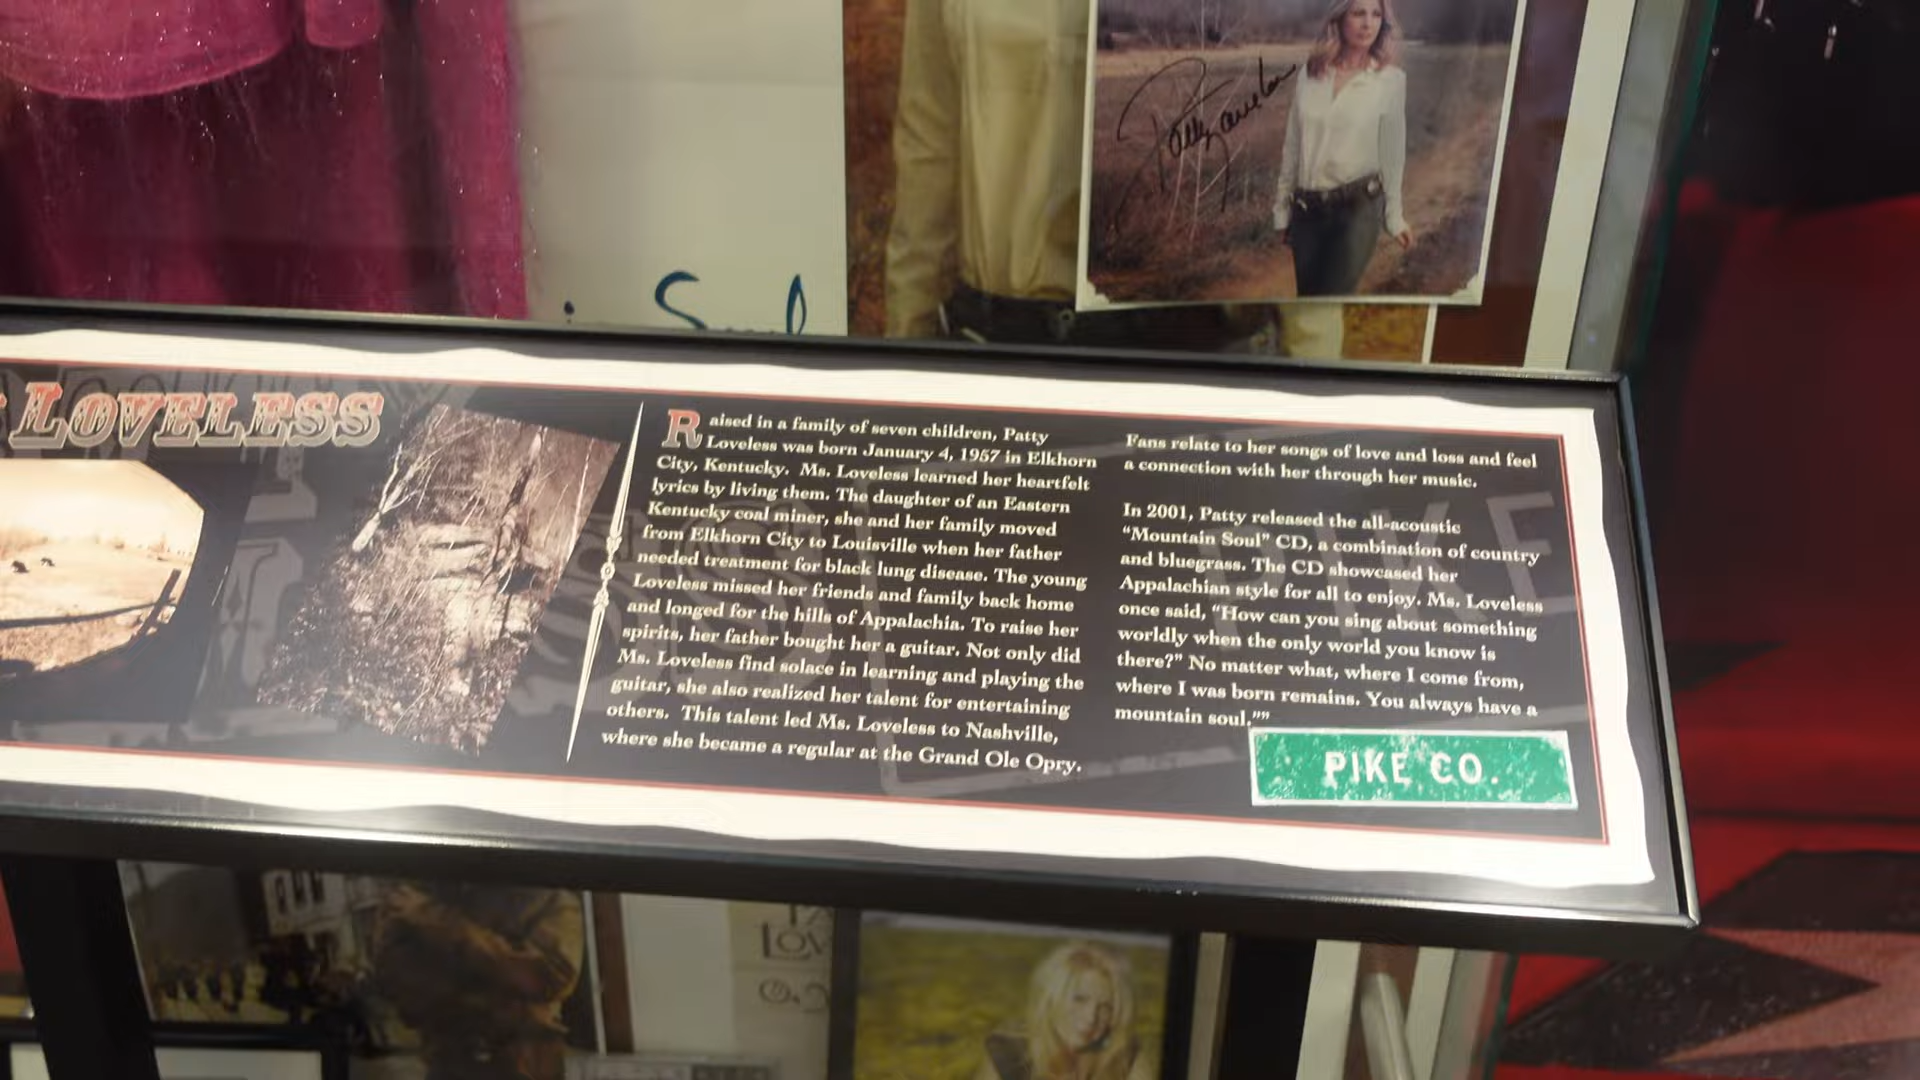 Patty Loveless
Soul
LOVELESS
Raised in a family of seven children, Patty
Loveless was born January 4, 1957 in Elkhorn
City, Kentucky. Ms. Loveless learned her heartfelt
lyrics by living them. The daughter of an Eastern
Kentucky coal miner, she and her family moved
from Elkhorn City to Louisville when her father
needed treatment for black lung disease. The young
Loveless missed her friends and family back home
and longed for the hills of Appalachia. To raise her
spirits, her father bought her a guitar. Not only did
Ms. Loveless find solace in learning and playing the
guitar, she also realized her talent for entertaining
others. This talent led Ms. Loveless to Nashville,
where she became a regular at the Grand Ole Opry.
Fans relate to her songs of love and loss and feel
a connection with her through her music.
In 2001, Patty released the all-acoustic
“Mountain Soul” CD, a combination of country
and bluegrass. The CD showcased her
Appalachian style for all to enjoy. Ms. Loveless
once said, “How can you sing about something
worldly when the only world you know is
there?” No matter what, where I come from,
where I was born remains. You always have a
mountain soul.””
PIKE
PIKE CO.